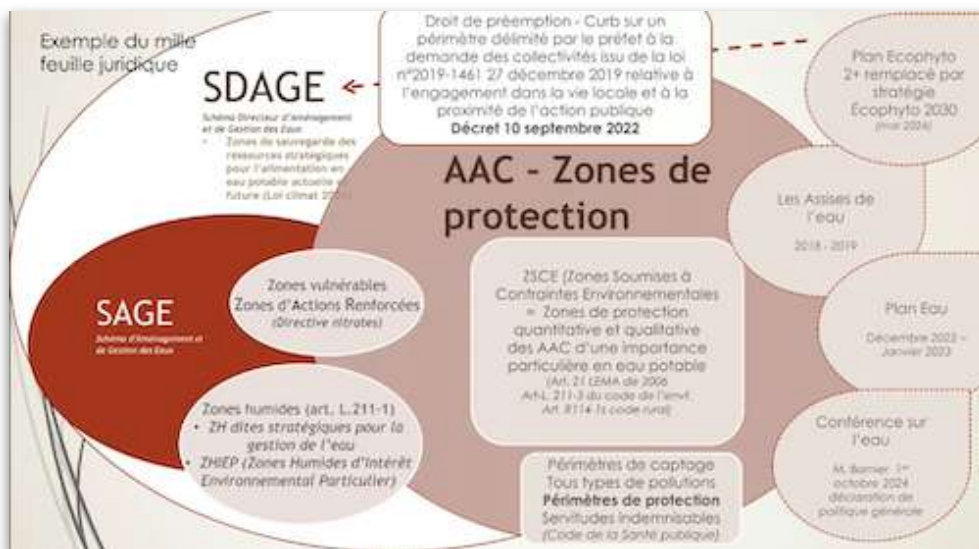 Exemple du mille
feuille juridique
SDAGE
Schéma Directeur d'Aménagement
et de Gestion des Eaux
• Zones de sauvegarde des
ressources stratégiques
pour l'alimentation en
eau potable actuelle
future (Loi climat
Droit de préemption - Curb sur un
périmètre délimité par le préfet à la
demande des collectivités issu de la loi
n°2019-1461 27 décembre 2019 relative à
l'engagement dans la vie locale et à la
proximité de l'action publique
Décret 10 septembre 2022
Plan Ecophyto
2+ remplacé par
stratégie
Écophyto 2030
(mai 2024)
AAC - Zones de
protection
Les Assises de
l'eau
2018 - 2019
SAGE
Schéma d'Aménagement et
de Gestion des Eaux
Zones vulnérables
Zones d'Actions Renforcées
(Directive nitrates)
ZSCE (Zones Soumises à
Contraintes Environnementales
= Zones de protection
quantitative et qualitative
des AAC d'une importance
particulière en eau potable
(Art. 21 LEMA de 2006
Art-L. 211-3 du code de l'envt.
Art. R114-1s code rural)
Plan Eau
Décembre 2022 –
Janvier 2023
Zones humides (art. L.211-1)
• ZH dites stratégiques pour la
gestion de l'eau
• ZHIEP (Zones Humides d'Intérêt
Environnemental Particulier)
Conférence sur
l'eau
M. Barnier 1er
octobre 2024
déclaration de
politique générale
Périmètres de captage
Tous types de pollutions
Périmètres de protection
Servitudes indemnisables
(Code de la Santé publique)